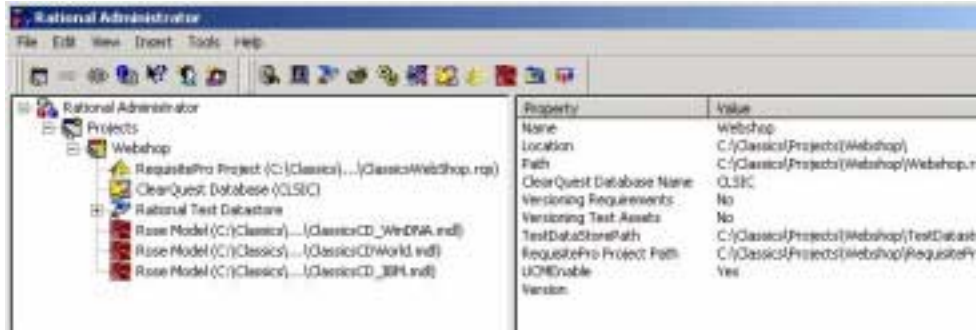 Rational Administrator
File Edit View Insert Tools Help
Rational Administrator
Projects
Webshop
RequisitePro Project (C:\Classics\...\ClassicsWebShop.rqs)
ClearQuest Database (CLSIC)
Rational Test Datastore
Rose Model (C:\Classics\...\ClassicsCD_WinDNA.mdl)
Rose Model (C:\Classics\...\ClassicsCDWorld.mdl)
Rose Model (C:\Classics\...\ClassicsCD_IBM.mdl)
Property Value
Name Webshop
Location C:\Classics\Projects\Webshop\
Path C:\Classics\Projects\Webshop\Webshop.r
ClearQuest Database Name CLSIC
Versioning Requirements No
Versioning Test Assets No
TestDataStorePath C:\Classics\Projects\Webshop\TestDatast
RequisitePro Project Path C:\Classics\Projects\Webshop\RequisitePr
UCMEnable Yes
Version